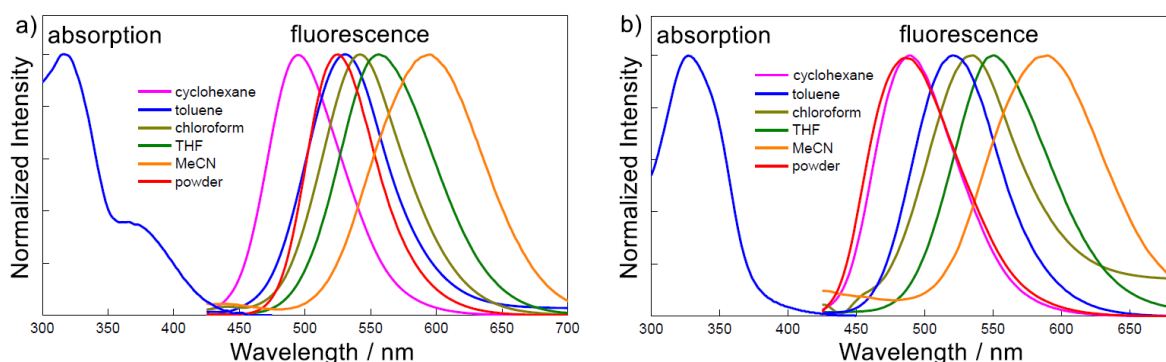 a)
absorption
fluorescence
cyclohexane
toluene
chloroform
THF
MeCN
powder
Normalized Intensity
300 350 400 450 500 550 600 650 700
Wavelength / nm
b)
absorption
fluorescence
cyclohexane
toluene
chloroform
THF
MeCN
powder
Normalized Intensity
300 350 400 450 500 550 600 650
Wavelength / nm